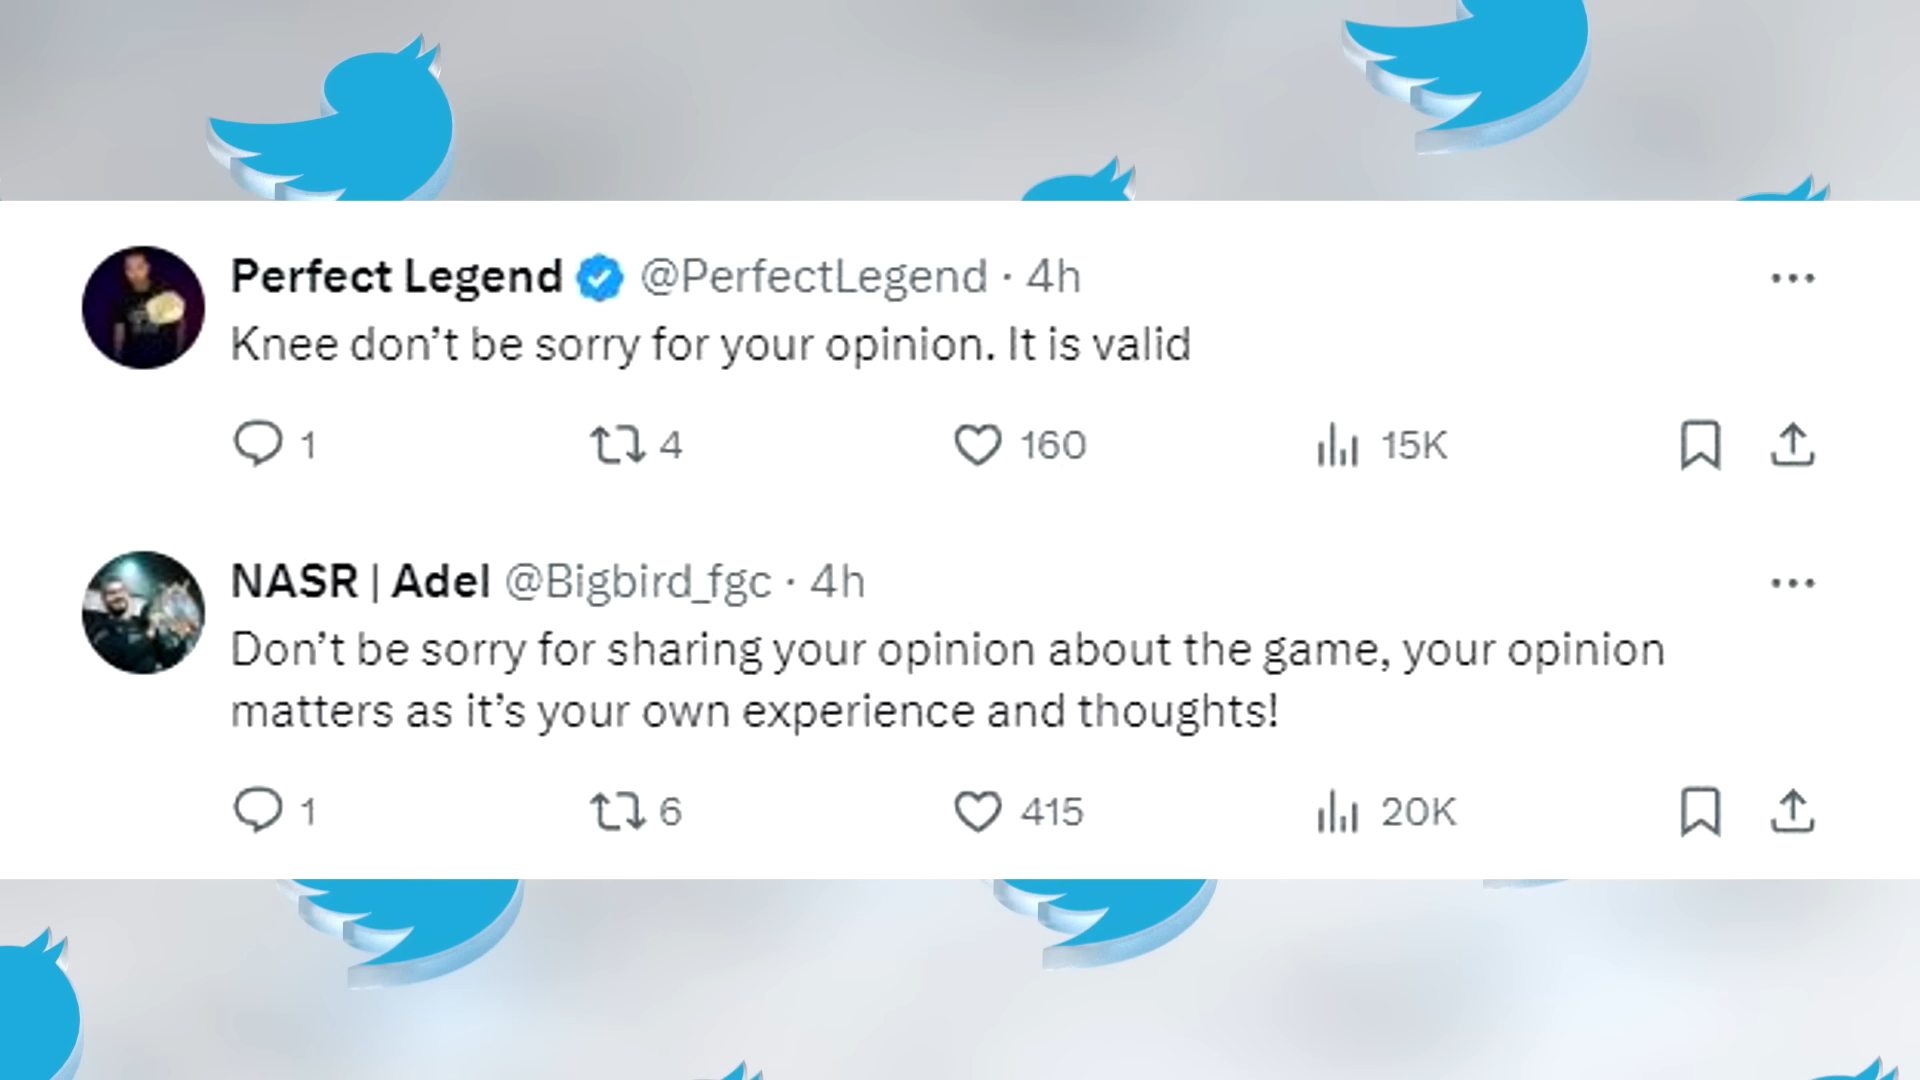 Perfect Legend @PerfectLegend · 4h
Knee don’t be sorry for your opinion. It is valid
1 4 160 15K
NASR | Adel @Bigbird_fgc · 4h
Don’t be sorry for sharing your opinion about the game, your opinion
matters as it’s your own experience and thoughts!
1 6 415 20K